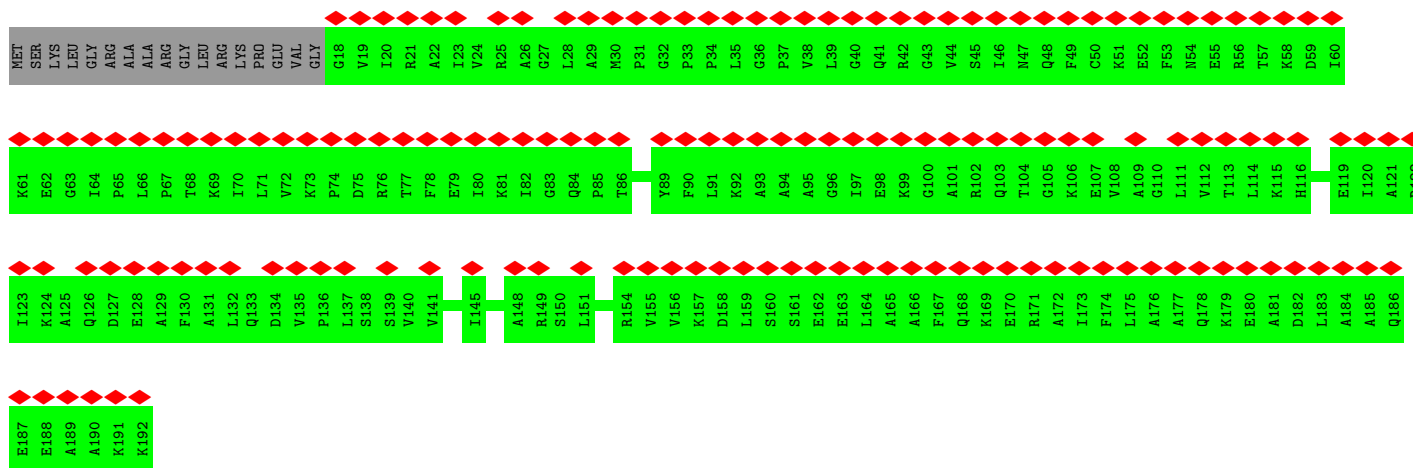 MET SER LYS LEU GLY ARG ALA ALA ARG GLY LEU ARG LYS PRO GLU VAL GLY G18 V19 I20 R21 A22 I23 V24 R25 A26 G27 L28 A29 M30 P31 G32 P33 P34 L35 G36 P37 V38 L39 G40 Q41 R42 G43 V44 S45 I46 N47 Q48 F49 C50 K51 E52 F53 N54 E55 R56 T57 K58 D59 I60
K61 E62 G63 I64 P65 L66 P67 T68 K69 I70 L71 V72 K73 P74 D75 R76 T77 F78 E79 I80 K81 I82 G83 Q84 P85 T86 Y89 F90 L91 K92 A93 A94 A95 G96 I97 E98 K99 G100 A101 R102 Q103 T104 G105 K106 E107 V108 A109 G110 L111 V112 T113 L114 K115 H116 E119 I120 A121
I123 K124 A125 Q126 D127 E128 A129 F130 A131 L132 Q133 D134 V135 P136 L137 S138 S139 V140 V141 I145 A148 R149 S150 L151 R154 V155 V156 K157 D158 L159 S160 S161 E162 E163 L164 A165 A166 F167 Q168 K169 E170 R171 A172 I173 F174 L175 A176 A177 Q178 K179 E180 A181 D182 L183 A184 A185 Q186
E187 E188 A189 A190 K191 K192